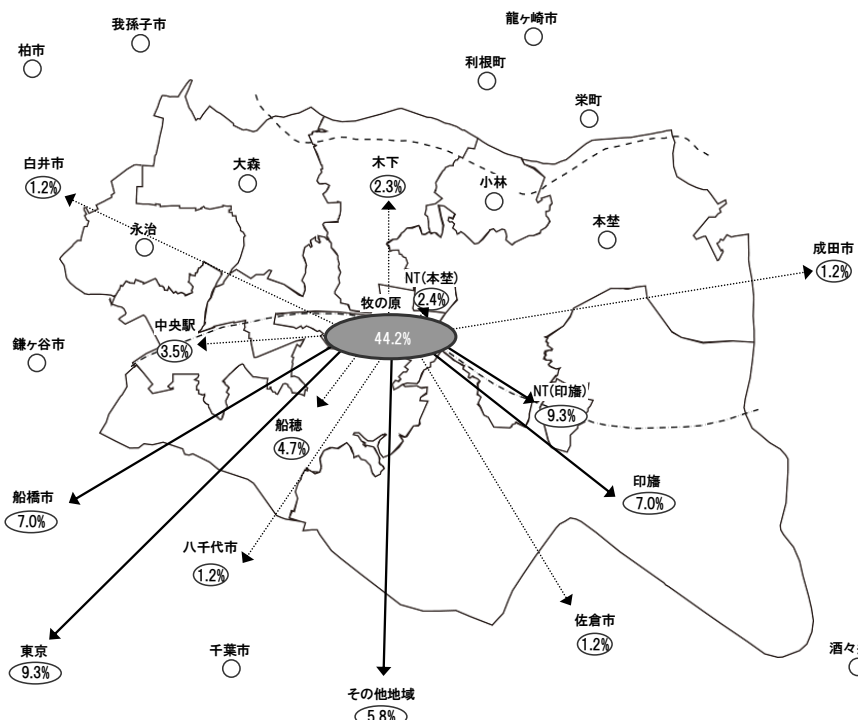 龍ヶ崎市
我孫子市
柏市
利根町
栄町
白井市
1.2%
大森
木下
2.3%
小林
永治
本埜
成田市
1.2%
NT(本埜)
2.4%
牧の原
44.2%
中央駅
3.5%
鎌ヶ谷市
NT(印旛)
9.3%
船穂
4.7%
船橋市
7.0%
印旛
7.0%
八千代市
1.2%
佐倉市
1.2%
東京
9.3%
千葉市
その他地域
5.8%